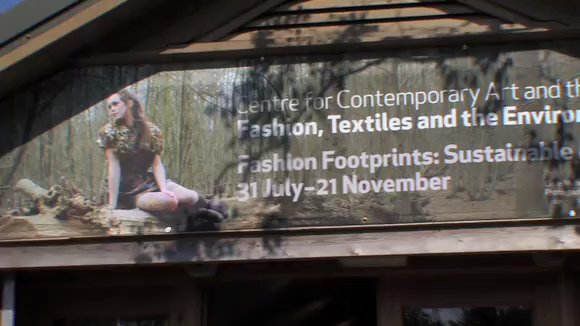 Centre for Contemporary Art and th
Fashion, Textiles and the Enviro
Fashion Footprints: Sustainable
31 July–21 November